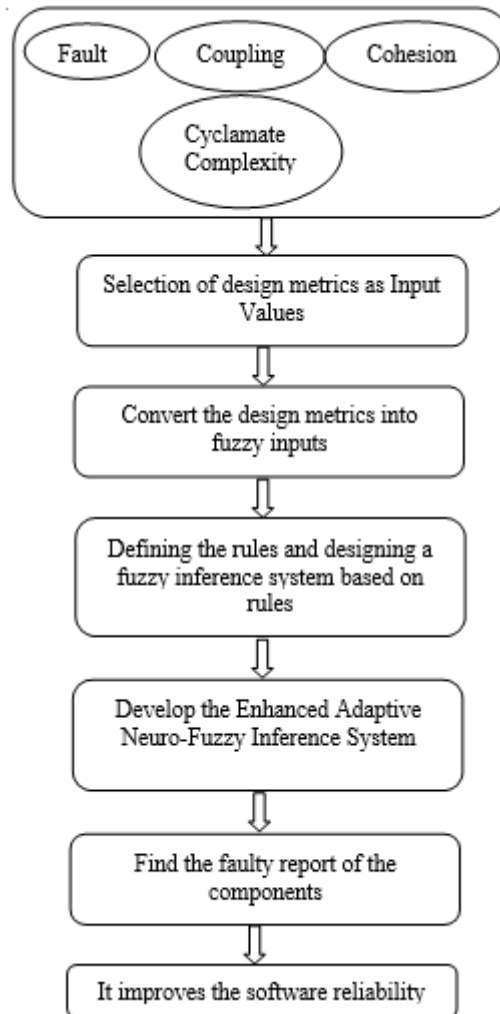 Fault
Coupling
Cohesion
Cyclamate
Complexity
Selection of design metrics as Input
Values
Convert the design metrics into
fuzzy inputs
Defining the rules and designing a
fuzzy inference system based on
rules
Develop the Enhanced Adaptive
Neuro-Fuzzy Inference System
Find the faulty report of the
components
It improves the software reliability